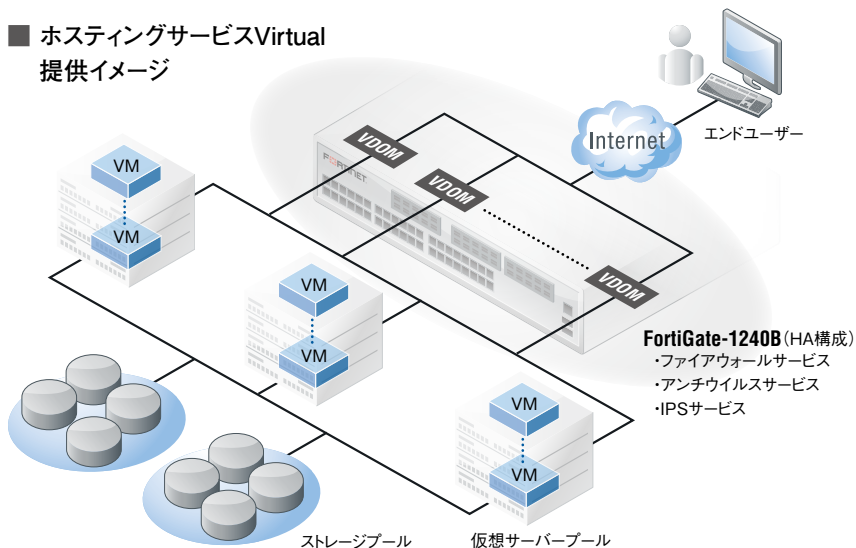 ■ ホスティングサービスVirtual
提供イメージ
Internet
エンドユーザー
VDOM
FORTINET
VDOM
VDOM
VM
VM
VM
VM
VM
VM
FortiGate-1240B(HA構成)
・ファイアウォールサービス
・アンチウイルスサービス
・IPSサービス
ストレージプール
仮想サーバープール